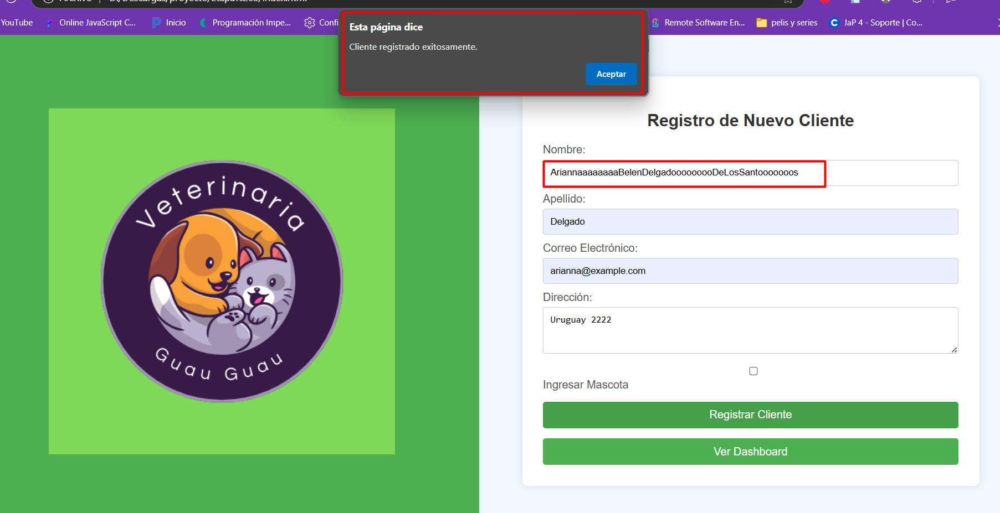 YouTube
Online JavaScript C...
Inicio
Programación Impe...
Confi
Remote Software En...
pelis y series
JaP 4 - Soporte | Co...
Esta página dice
Cliente registrado exitosamente.
Aceptar
Veterinaria
Guau Guau
Registro de Nuevo Cliente
Nombre:
AriannaaaaaaaaBelenDelgadooooooooDeLosSantooooooos
Apellido:
Delgado
Correo Electrónico:
arianna@example.com
Dirección:
Uruguay 2222
Ingresar Mascota
Registrar Cliente
Ver Dashboard